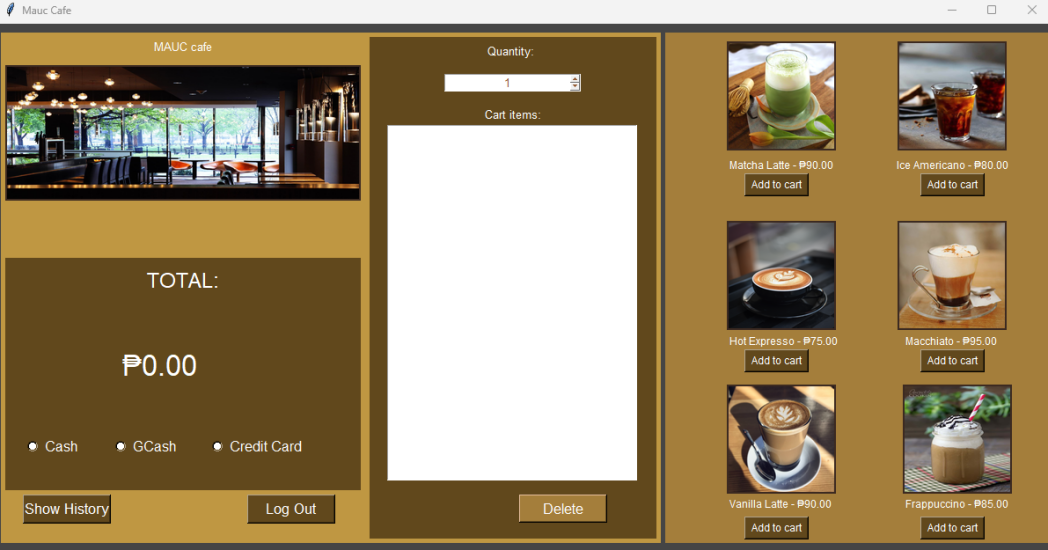 Mauc Cafe
MAUC cafe
TOTAL:
₱0.00
Cash
GCash
Credit Card
Show History
Log Out
Quantity:
1
Cart items:
Delete
Matcha Latte - ₱90.00
Add to cart
Ice Americano - ₱80.00
Add to cart
Hot Expresso - ₱75.00
Add to cart
Macchiato - ₱95.00
Add to cart
Vanilla Latte - ₱90.00
Add to cart
Frappuccino - ₱85.00
Add to cart